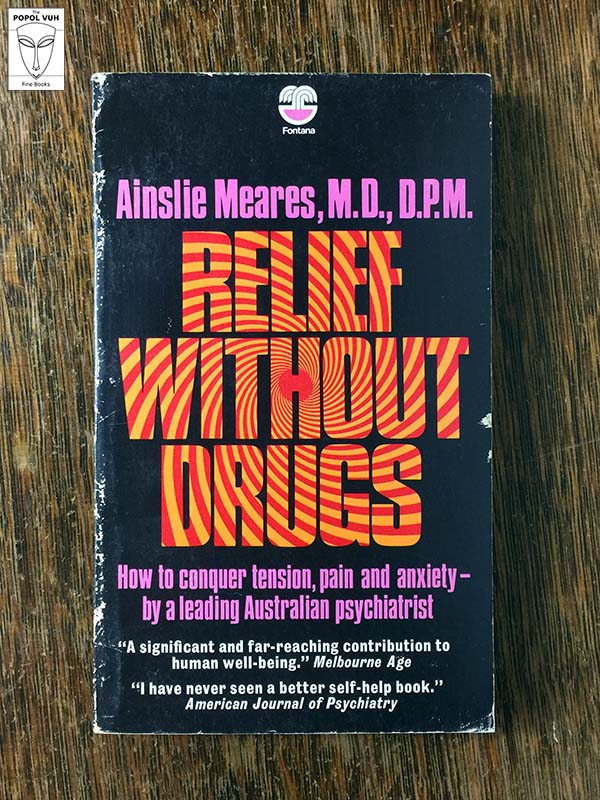 The
POPOL VUH
Fine Books
Fontana
Ainslie Meares, M.D., D.P.M.
RELIEF
WITHOUT
DRUGS
How to conquer tension, pain and anxiety–
by a leading Australian psychiatrist
“A significant and far-reaching contribution to
human well-being.” Melbourne Age
“I have never seen a better self-help book.”
American Journal of Psychiatry